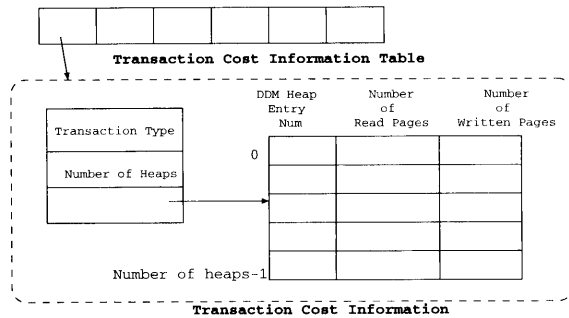 Transaction Cost Information Table
DDM Heap
Entry
Num
Number
of
Read Pages
Number
of
Written Pages
Transaction Type
Number of Heaps
0
Number of heaps-1
Transaction Cost Information